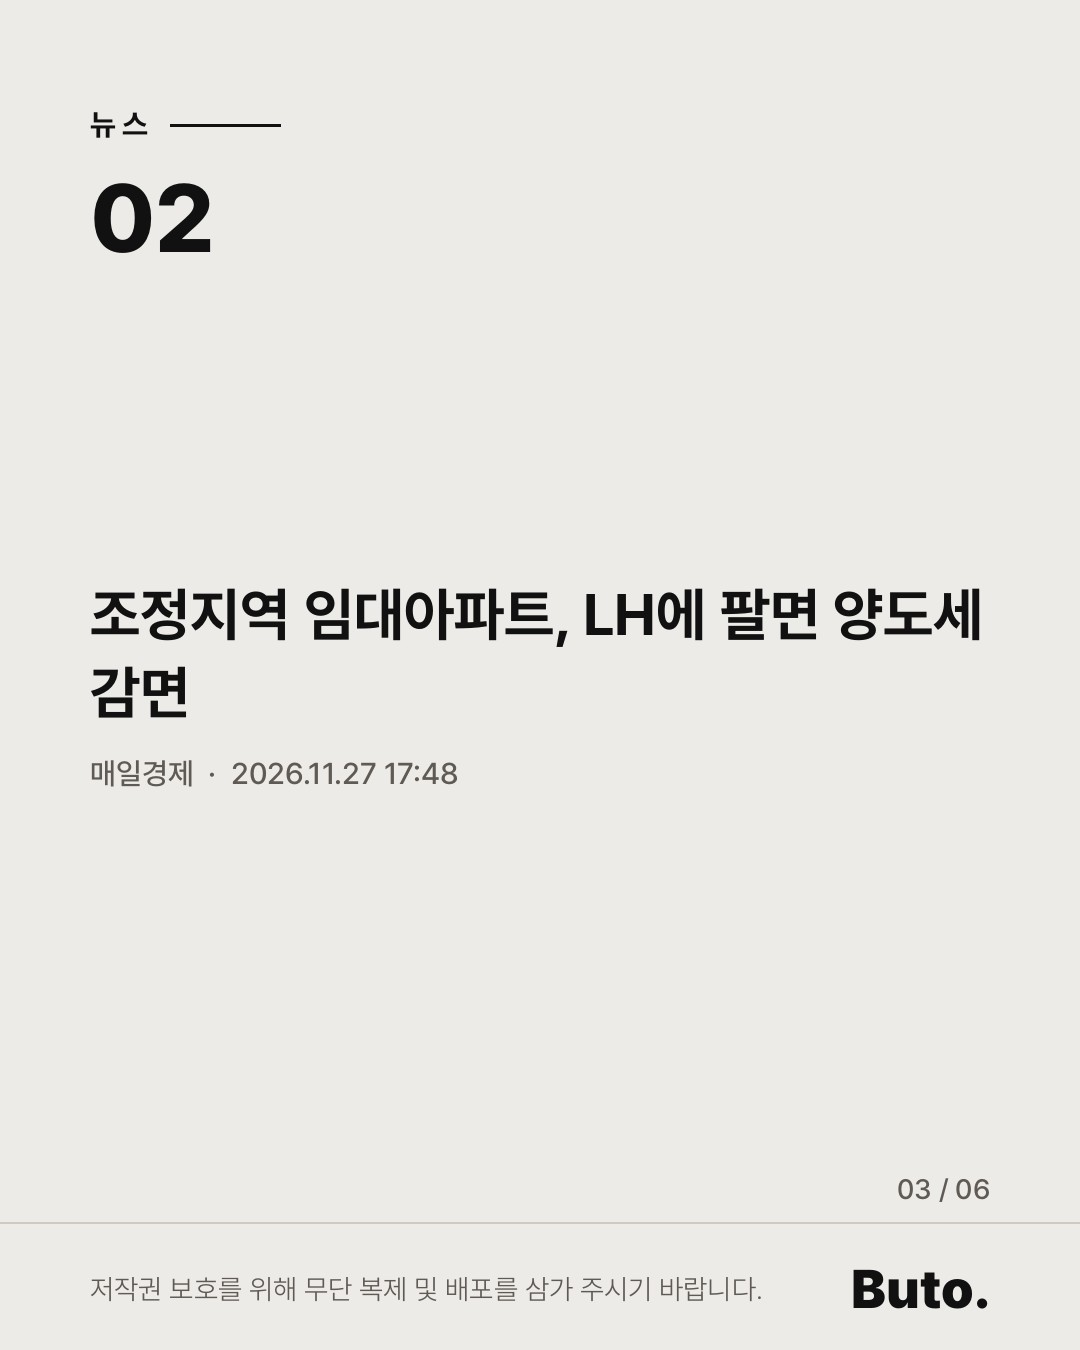 뉴스
02
조정지역 임대아파트, LH에 팔면 양도세
감면
매일경제 · 2026.11.27 17:48
03 / 06
저작권 보호를 위해 무단 복제 및 배포를 삼가 주시기 바랍니다.
Buto.